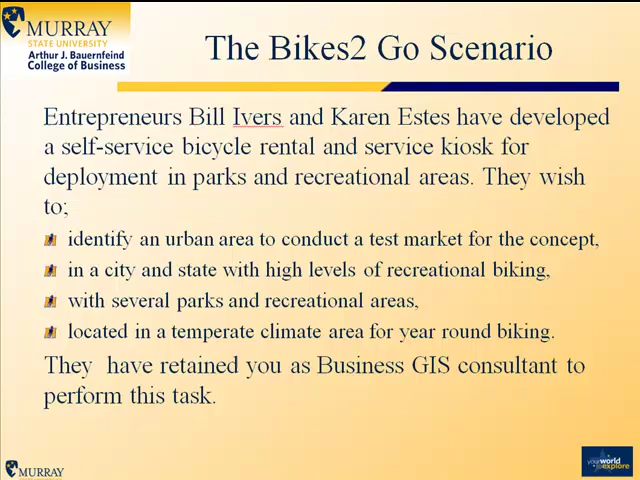 MURRAY
STATE UNIVERSITY
Arthur J. Bauernfeind
College of Business
The Bikes2 Go Scenario
Entrepreneurs Bill Ivers and Karen Estes have developed
a self-service bicycle rental and service kiosk for
deployment in parks and recreational areas. They wish
to;
identify an urban area to conduct a test market for the concept,
in a city and state with high levels of recreational biking,
with several parks and recreational areas,
located in a temperate climate area for year round biking.
They have retained you as Business GIS consultant to
perform this task.
MURRAY
your world
to explore